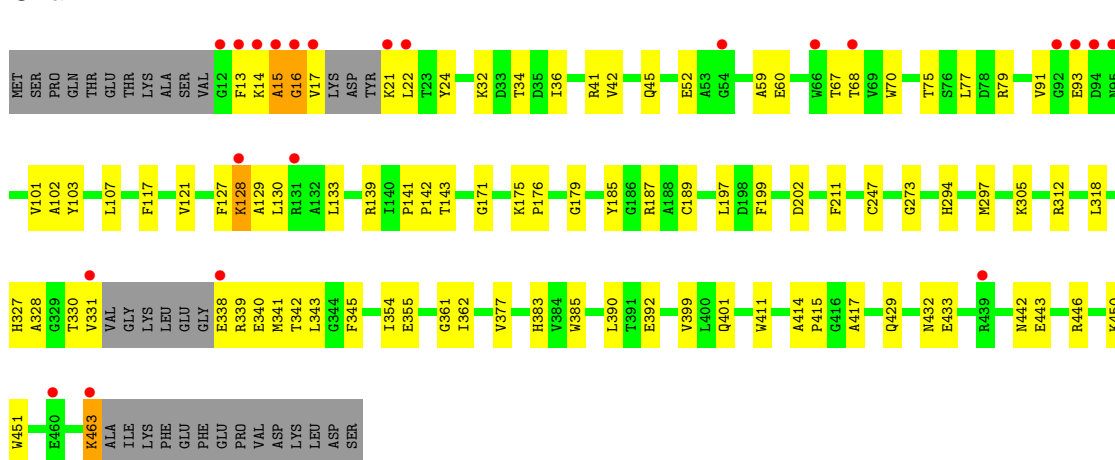 MET SER PRO GLN THR GLU THR LYS ALA SER VAL G12 F13 K14 A15 G16 V17 LYS ASP TYR K21 L22 T23 Y24 K32 D33 T34 D35 I36 R41 V42 Q45 E52 A53 G54 A59 E60 W66 T67 T68 V69 W70 T75 S76 L77 D78 R79 V91 G92 E93 D94 N95
V101 A102 Y103 L107 F117 V121 F127 K128 A129 L130 R131 A132 L133 R139 I140 P141 P142 T143 G171 K175 P176 G179 Y185 G186 R187 A188 C189 L197 D198 F199 D202 F211 C247 G273 H294 M297 K305 R312 L318
H327 A328 G329 T330 V331 VAL GLY LYS LEU GLU GLY E338 R339 E340 M341 T342 L343 G344 F345 I354 E355 G361 I362 V377 H383 V384 W385 L390 T391 E392 V399 L400 Q401 W411 A414 P415 G416 A417 Q429 N432 E433 R439 N442 E443 R446 K450
W451 E460 K463 ALA ILE LYS PHE GLU PHE GLU PRO VAL ASP LYS LEU ASP SER